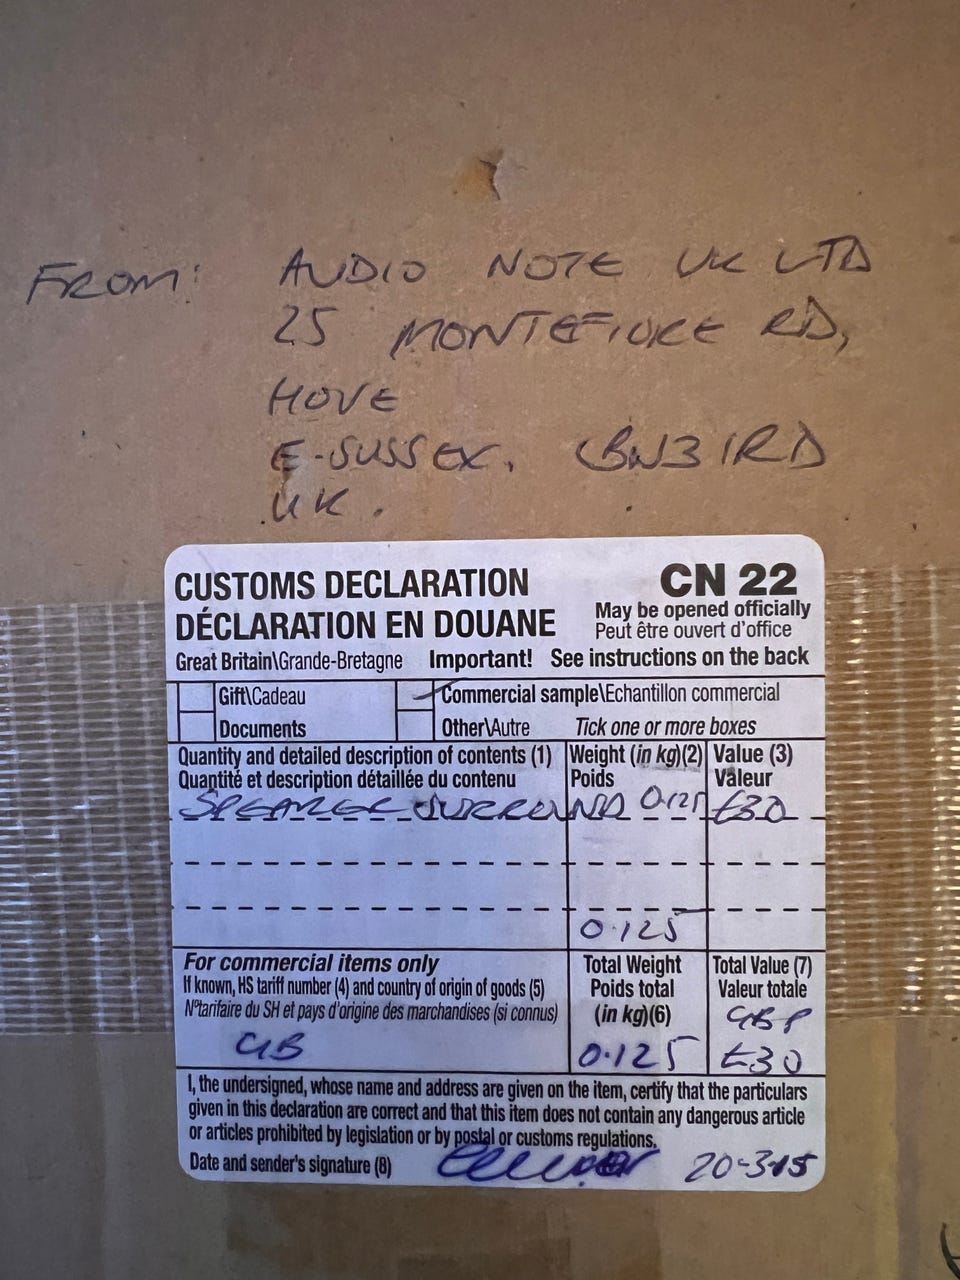 FROM: AUDIO NOTE UK LTD
25 MONTEFIORE RD,
HOVE
E-SUSSEX. BN3 1RD
UK.
CUSTOMS DECLARATION CN 22
DÉCLARATION EN DOUANE May be opened officially
Peut être ouvert d'office
Great Britain\Grande-Bretagne Important! See instructions on the back
Gift\Cadeau Commercial sample\Echantillon commercial
Documents Other\Autre Tick one or more boxes
Quantity and detailed description of contents (1) Weight (in kg)(2) Value (3)
Quantité et description détaillée du contenu Poids Valeur
SPEAKER SURROUND 0.125 £30
0.125
For commercial items only Total Weight Total Value (7)
If known, HS tariff number (4) and country of origin of goods (5) Poids total Valeur totale
N°tarifaire du SH et pays d'origine des marchandises (si connus) (in kg)(6) GBP
GB 0.125 £30
I, the undersigned, whose name and address are given on the item, certify that the particulars
given in this declaration are correct and that this item does not contain any dangerous article
or articles prohibited by legislation or by postal or customs regulations.
Date and sender's signature (8) 20-3-15